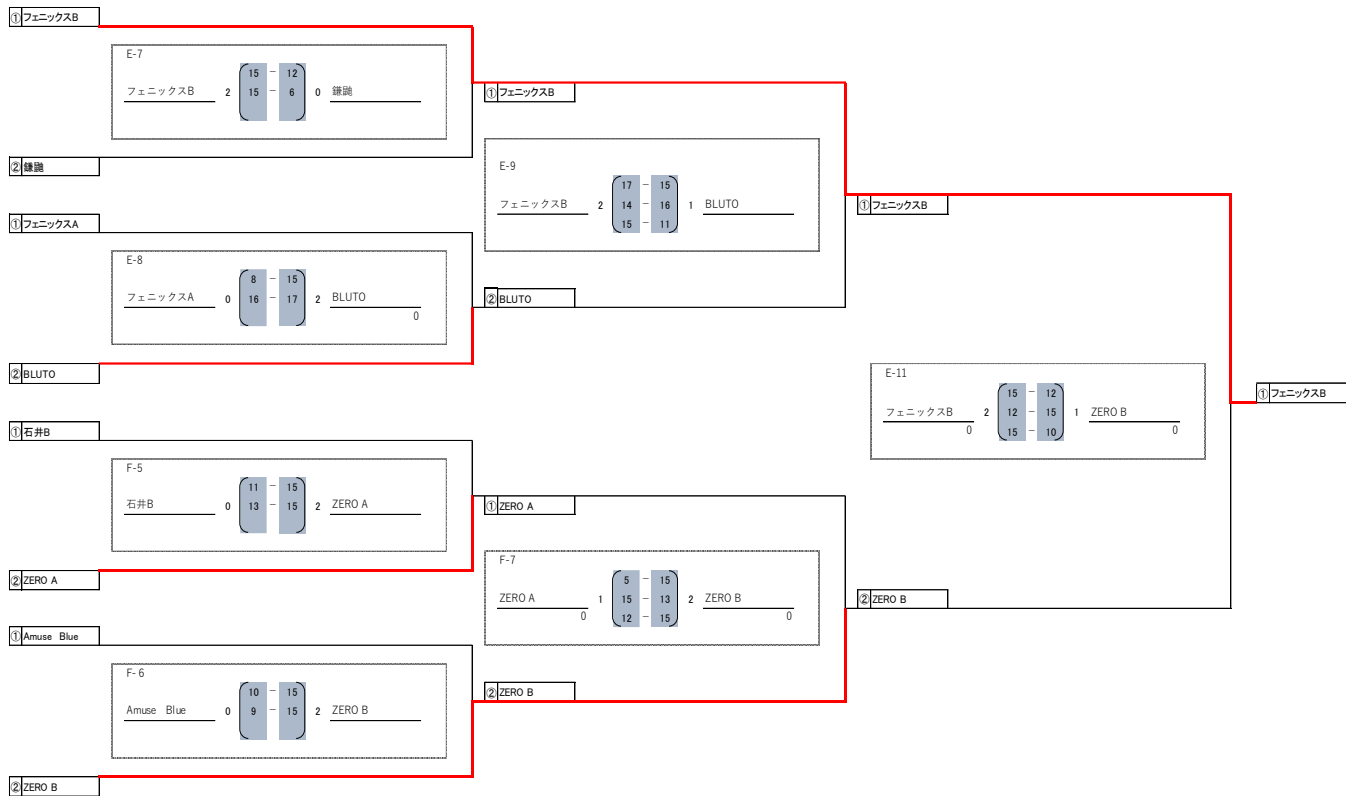 ①フェニックスB
E-7
15 - 12
フェニックスB 2 15 - 6 0 鎌鼬
②鎌鼬
①フェニックスA
E-8
8 - 15
フェニックスA 0 16 - 17 2 BLUTO
0
②BLUTO
①石井B
F-5
11 - 15
石井B 0 13 - 15 2 ZERO A
②ZERO A
①Amuse Blue
F-6
10 - 15
Amuse Blue 0 9 - 15 2 ZERO B
②ZERO B
①フェニックスB
E-9
17 - 15
フェニックスB 2 14 - 16 1 BLUTO
15 - 11
②BLUTO
①ZERO A
F-7
5 - 15
ZERO A 1 15 - 13 2 ZERO B
0 12 - 15 0
②ZERO B
①フェニックスB
E-11
15 - 12
フェニックスB 2 12 - 15 1 ZERO B
0 15 - 10 0
②ZERO B
①フェニックスB